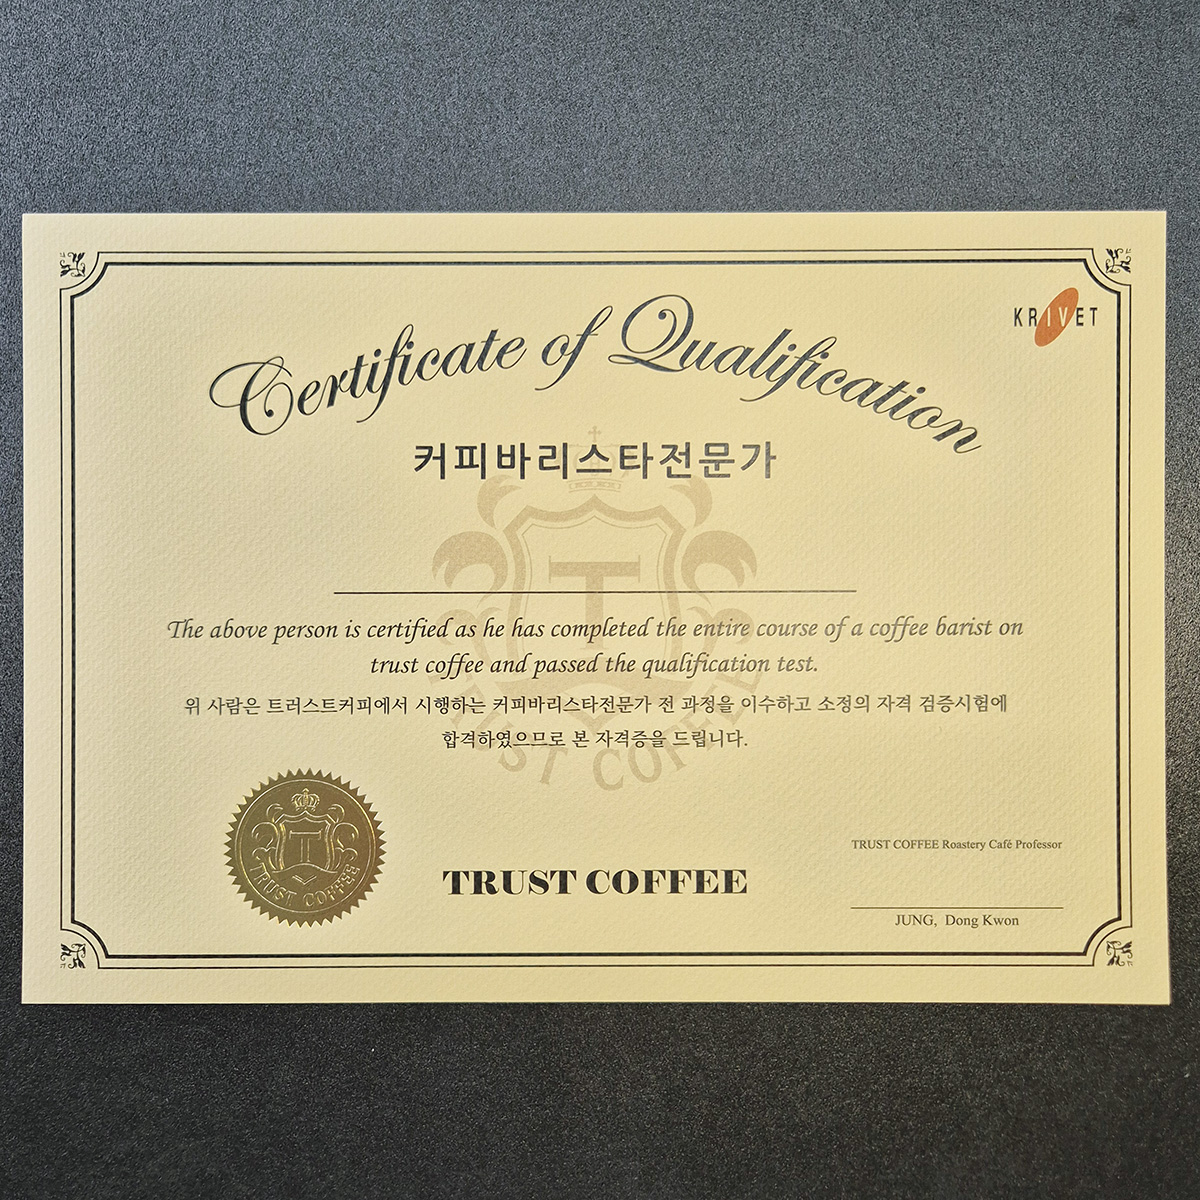 KRIVET
Certificate of Qualification
커피바리스타전문가
T
The above person is certified as he has completed the entire course of a coffee barist on
trust coffee and passed the qualification test.
위 사람은 트러스트커피에서 시행하는 커피바리스타전문가 전 과정을 이수하고 소정의 자격 검증시험에
합격하였으므로 본 자격증을 드립니다.
TRUST COFFEE
T
TRUST COFFEE
TRUST COFFEE
TRUST COFFEE Roastery Café Professor
JUNG, Dong Kwon